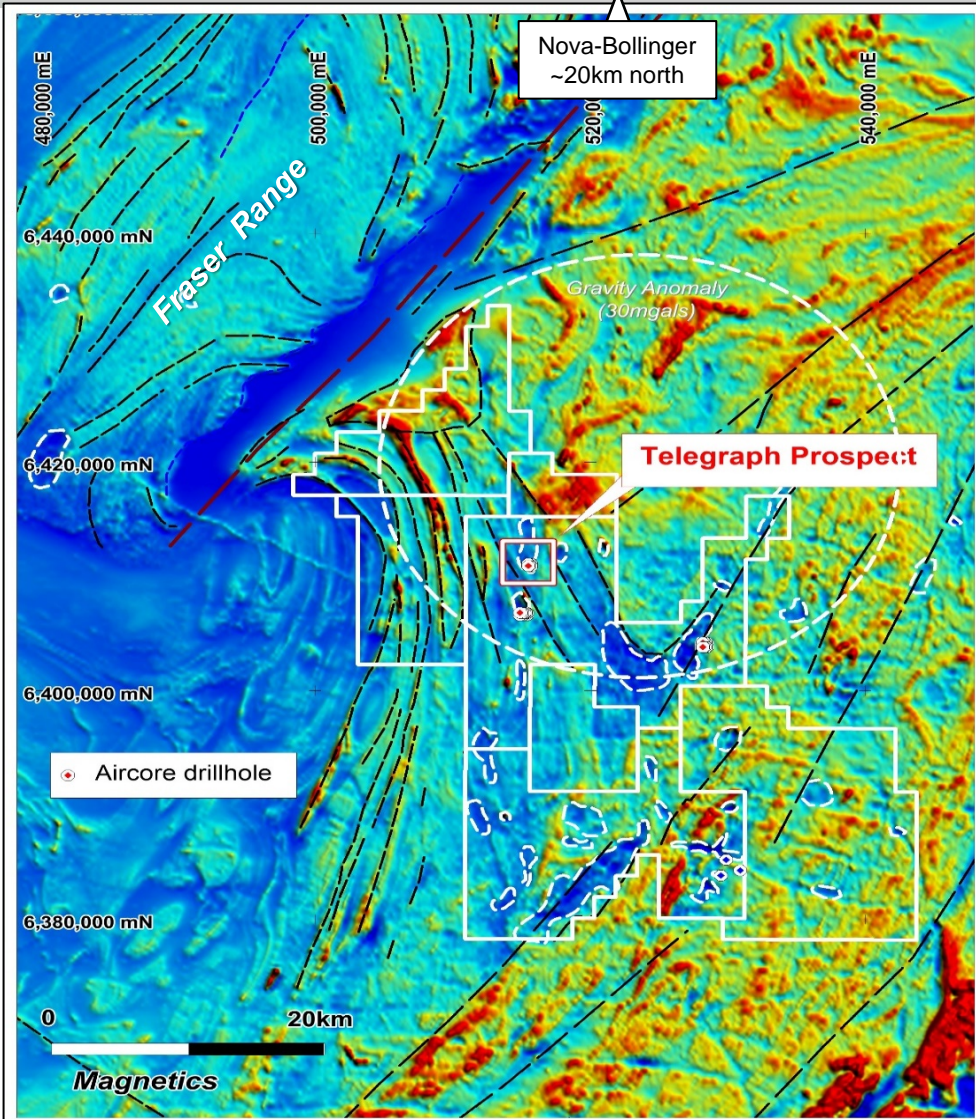 Nova-Bollinger
~20km north
480,000 mE
500,000 mE
540,000 mE
Fraser Range
6,440,000 mN
Gravity Anomaly
(30mgals)
6,420,000 mN
Telegraph Prospect
6,400,000 mN
Aircore drillhole
6,380,000 mN
0
20km
Magnetics